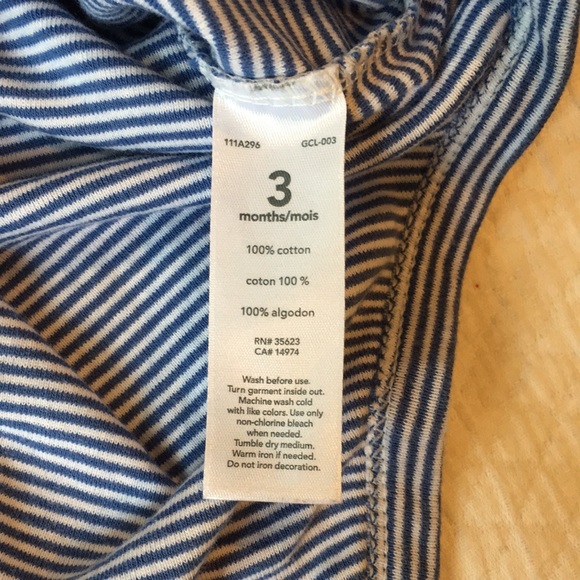 111A296 GCL-003
3
months/mois
100% cotton
coton 100 %
100% algodon
RN# 35623
CA# 14974
Wash before use.
Turn garment inside out.
Machine wash cold
with like colors. Use only
non-chlorine bleach
when needed.
Tumble dry medium.
Warm iron if needed.
Do not iron decoration.